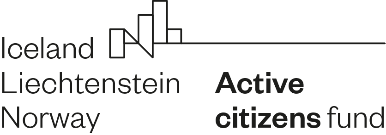 Iceland
Liechtenstein
Norway
Active
citizens fund